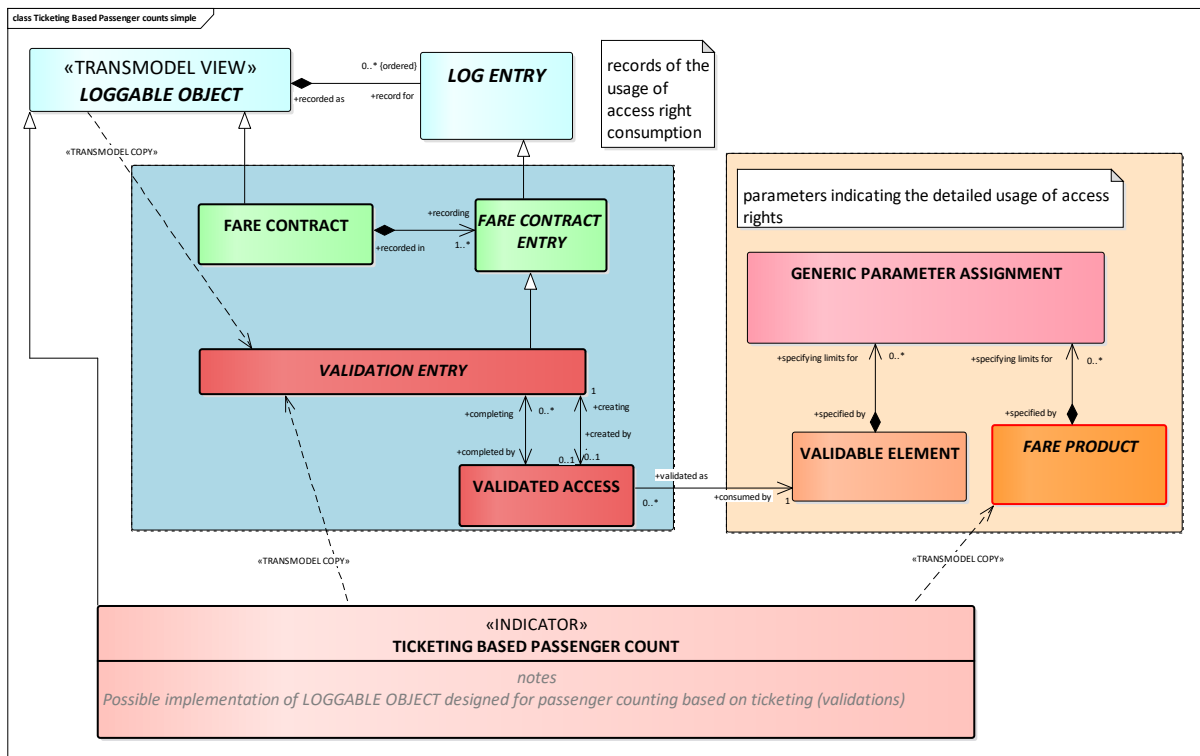 class Ticketing Based Passenger counts simple
«TRANSMODEL VIEW»
LOGGABLE OBJECT
0..* {ordered}
+recorded as
+record for
LOG ENTRY
records of the
usage of
access right
consumption
«TRANSMODEL COPY»
FARE CONTRACT
+recording
+recorded in
1..*
FARE CONTRACT
ENTRY
parameters indicating the detailed usage of access
rights
GENERIC PARAMETER ASSIGNMENT
+specifying limits for
0..*
+specifying limits for
0..*
VALIDATION ENTRY
+completing
0..*
1
+creating
+created by
+completed by
0..1
0..1
+specified by
+specified by
VALIDATED ACCESS
+validated as
0..*
+consumed by
1
VALIDABLE ELEMENT
FARE PRODUCT
«TRANSMODEL COPY»
«TRANSMODEL COPY»
«INDICATOR»
TICKETING BASED PASSENGER COUNT
notes
Possible implementation of LOGGABLE OBJECT designed for passenger counting based on ticketing (validations)